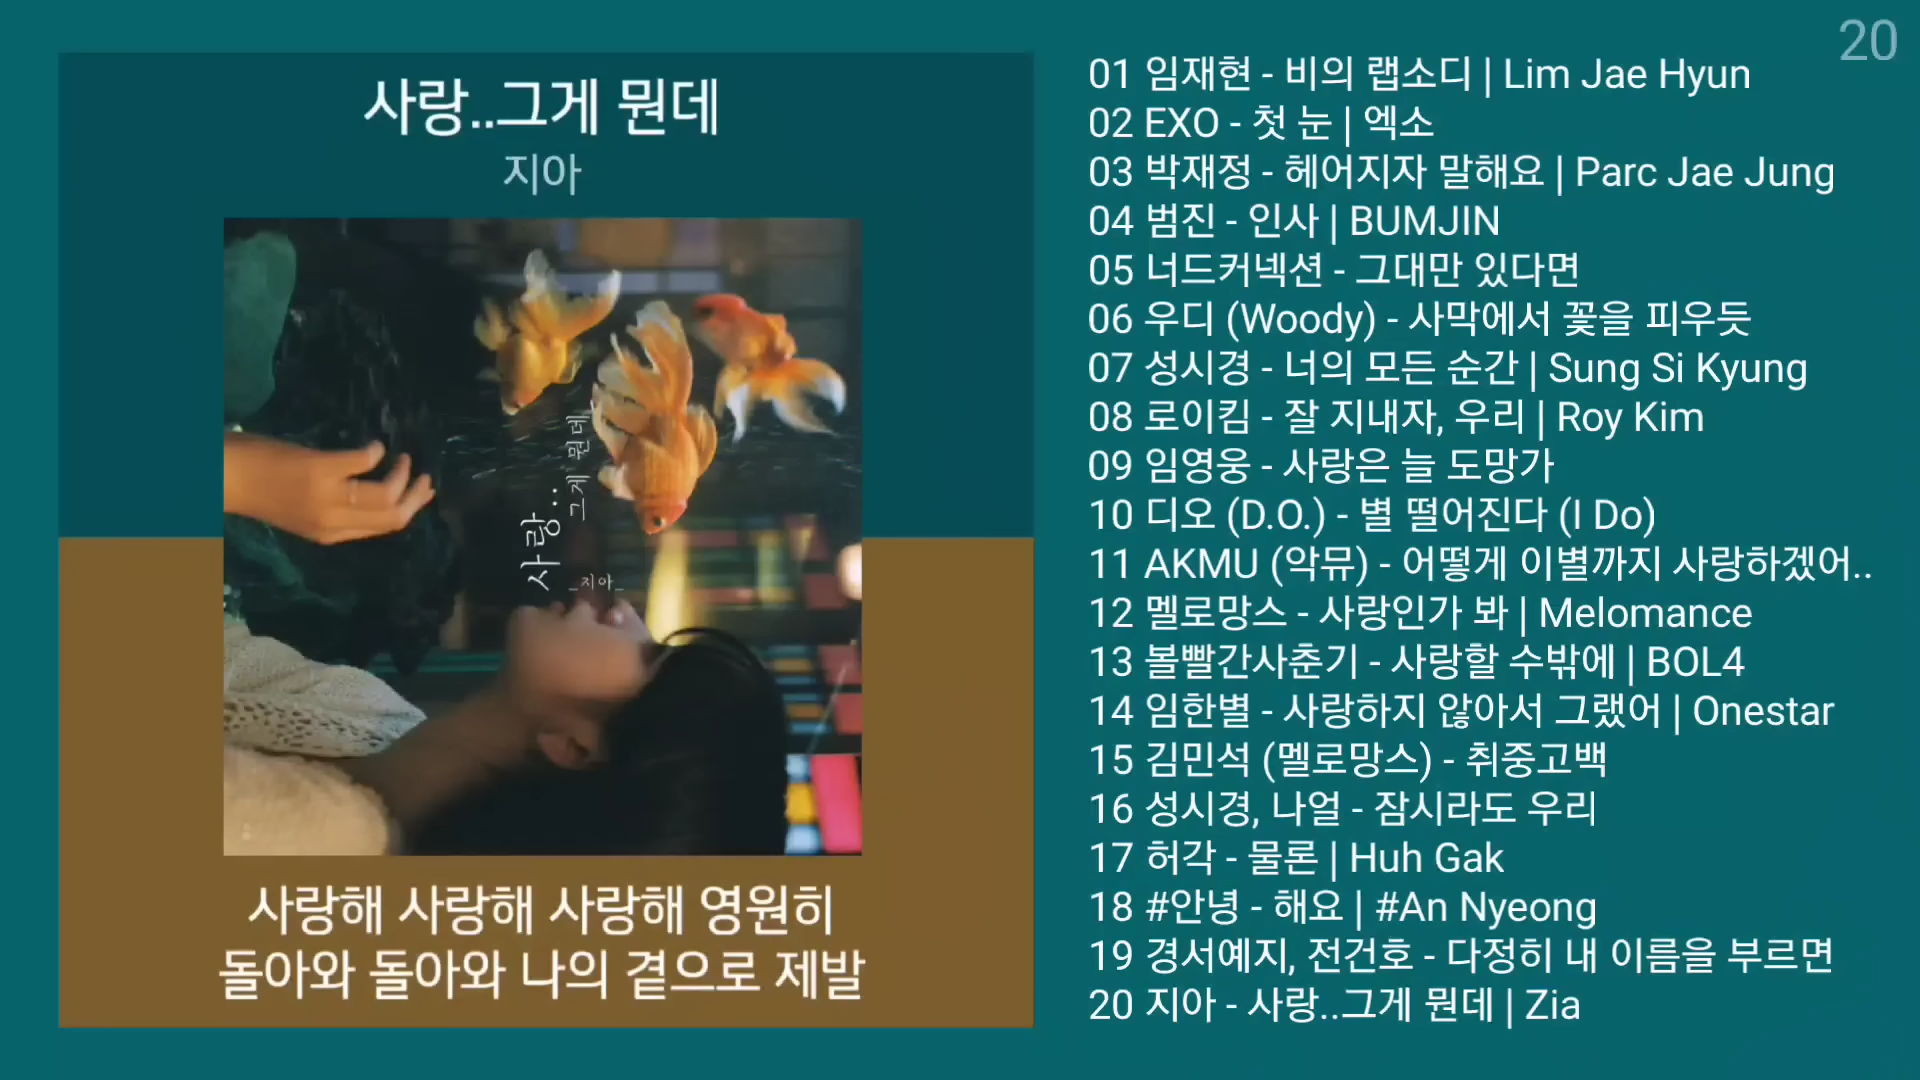 20
사랑..그게 뭔데
지아
사랑..
그게 뭔데
_지아_
사랑해 사랑해 사랑해 영원히
돌아와 돌아와 나의 곁으로 제발
01 임재현 - 비의 랩소디 | Lim Jae Hyun
02 EXO - 첫 눈 | 엑소
03 박재정 - 헤어지자 말해요 | Parc Jae Jung
04 범진 - 인사 | BUMJIN
05 너드커넥션 - 그대만 있다면
06 우디 (Woody) - 사막에서 꽃을 피우듯
07 성시경 - 너의 모든 순간 | Sung Si Kyung
08 로이킴 - 잘 지내자, 우리 | Roy Kim
09 임영웅 - 사랑은 늘 도망가
10 디오 (D.O.) - 별 떨어진다 (I Do)
11 AKMU (악뮤) - 어떻게 이별까지 사랑하겠어..
12 멜로망스 - 사랑인가 봐 | Melomance
13 볼빨간사춘기 - 사랑할 수밖에 | BOL4
14 임한별 - 사랑하지 않아서 그랬어 | Onestar
15 김민석 (멜로망스) - 취중고백
16 성시경, 나얼 - 잠시라도 우리
17 허각 - 물론 | Huh Gak
18 #안녕 - 해요 | #An Nyeong
19 경서예지, 전건호 - 다정히 내 이름을 부르면
20 지아 - 사랑..그게 뭔데 | Zia